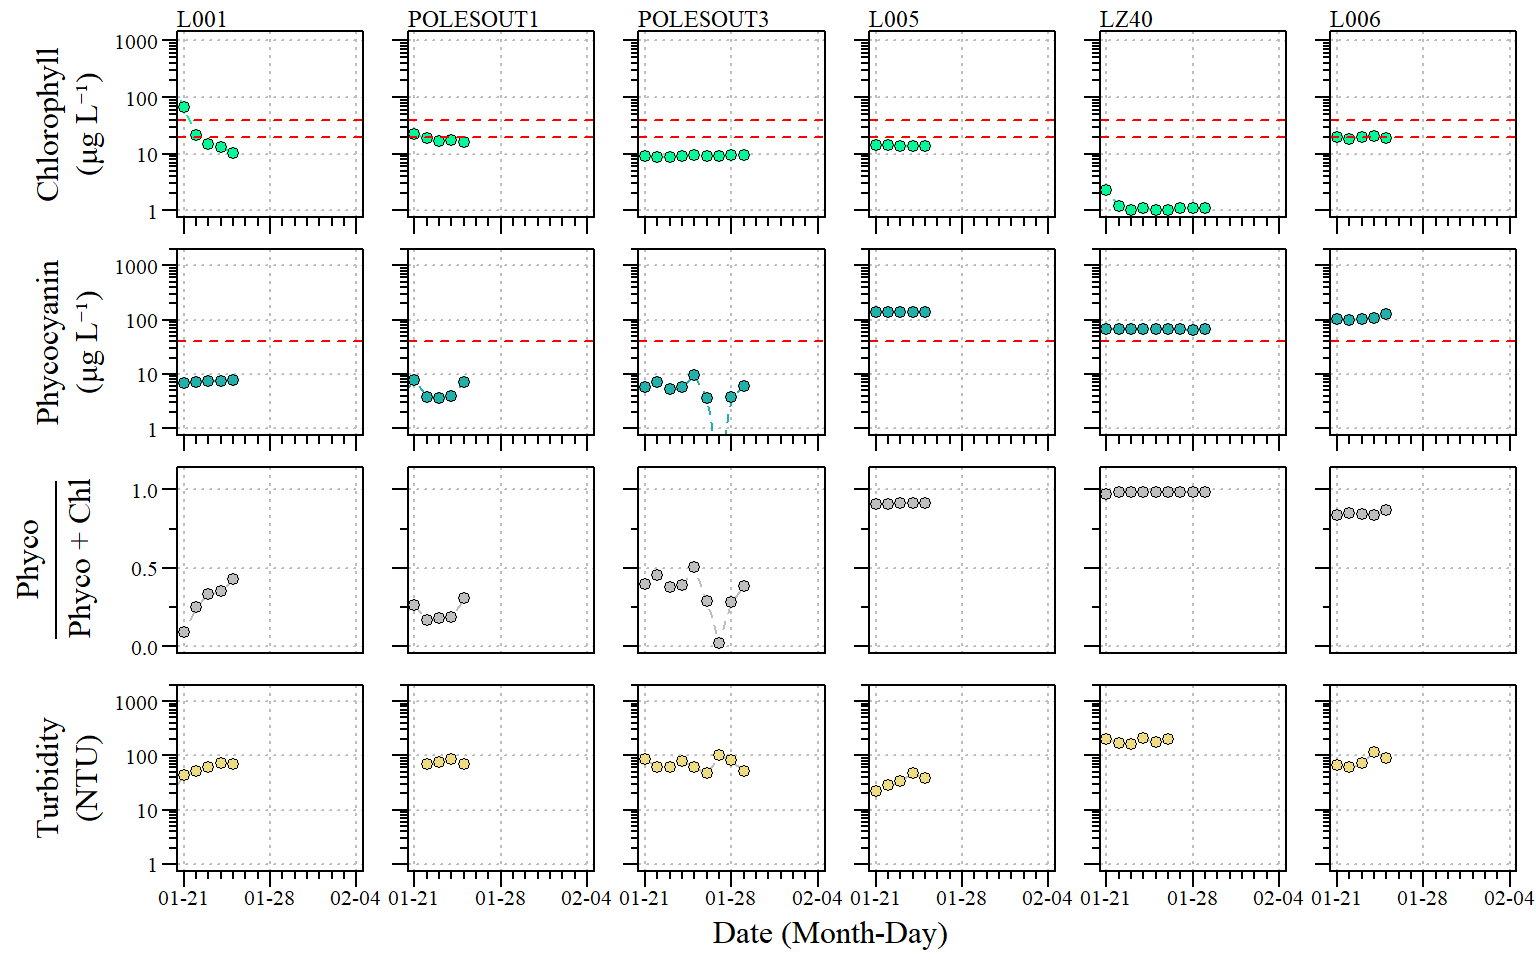 L001 POLESOUT1 POLESOUT3 L005 LZ40 L006
Chlorophyll
(µg L⁻¹)
1000
100
10
1
Phycocyanin
(µg L⁻¹)
1000
100
10
1
Phyco
Phyco + Chl
1.0
0.5
0.0
Turbidity
(NTU)
1000
100
10
1
01-21 01-28 02-04 01-21 01-28 02-04 01-21 01-28 02-04 01-21 01-28 02-04 01-21 01-28 02-04 01-21 01-28 02-04
Date (Month-Day)